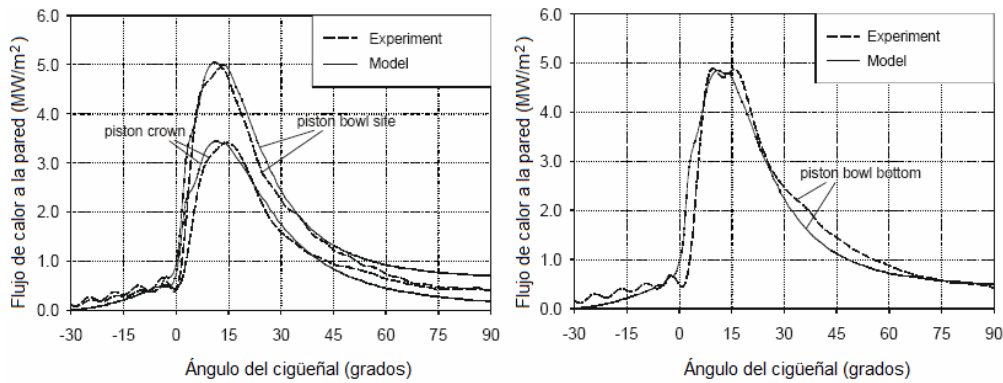 Flujo de calor a la pared (MW/m²)
6.0
5.0
4.0
3.0
2.0
1.0
0.0
Experiment
Model
piston bowl site
piston crown
-30 -15 0 15 30 45 60 75 90
Ángulo del cigüeñal (grados)
Flujo de calor a la pared (MW/m²)
6.0
5.0
4.0
3.0
2.0
1.0
0.0
Experiment
Model
piston bowl bottom
-30 -15 0 15 30 45 60 75 90
Ángulo del cigüeñal (grados)